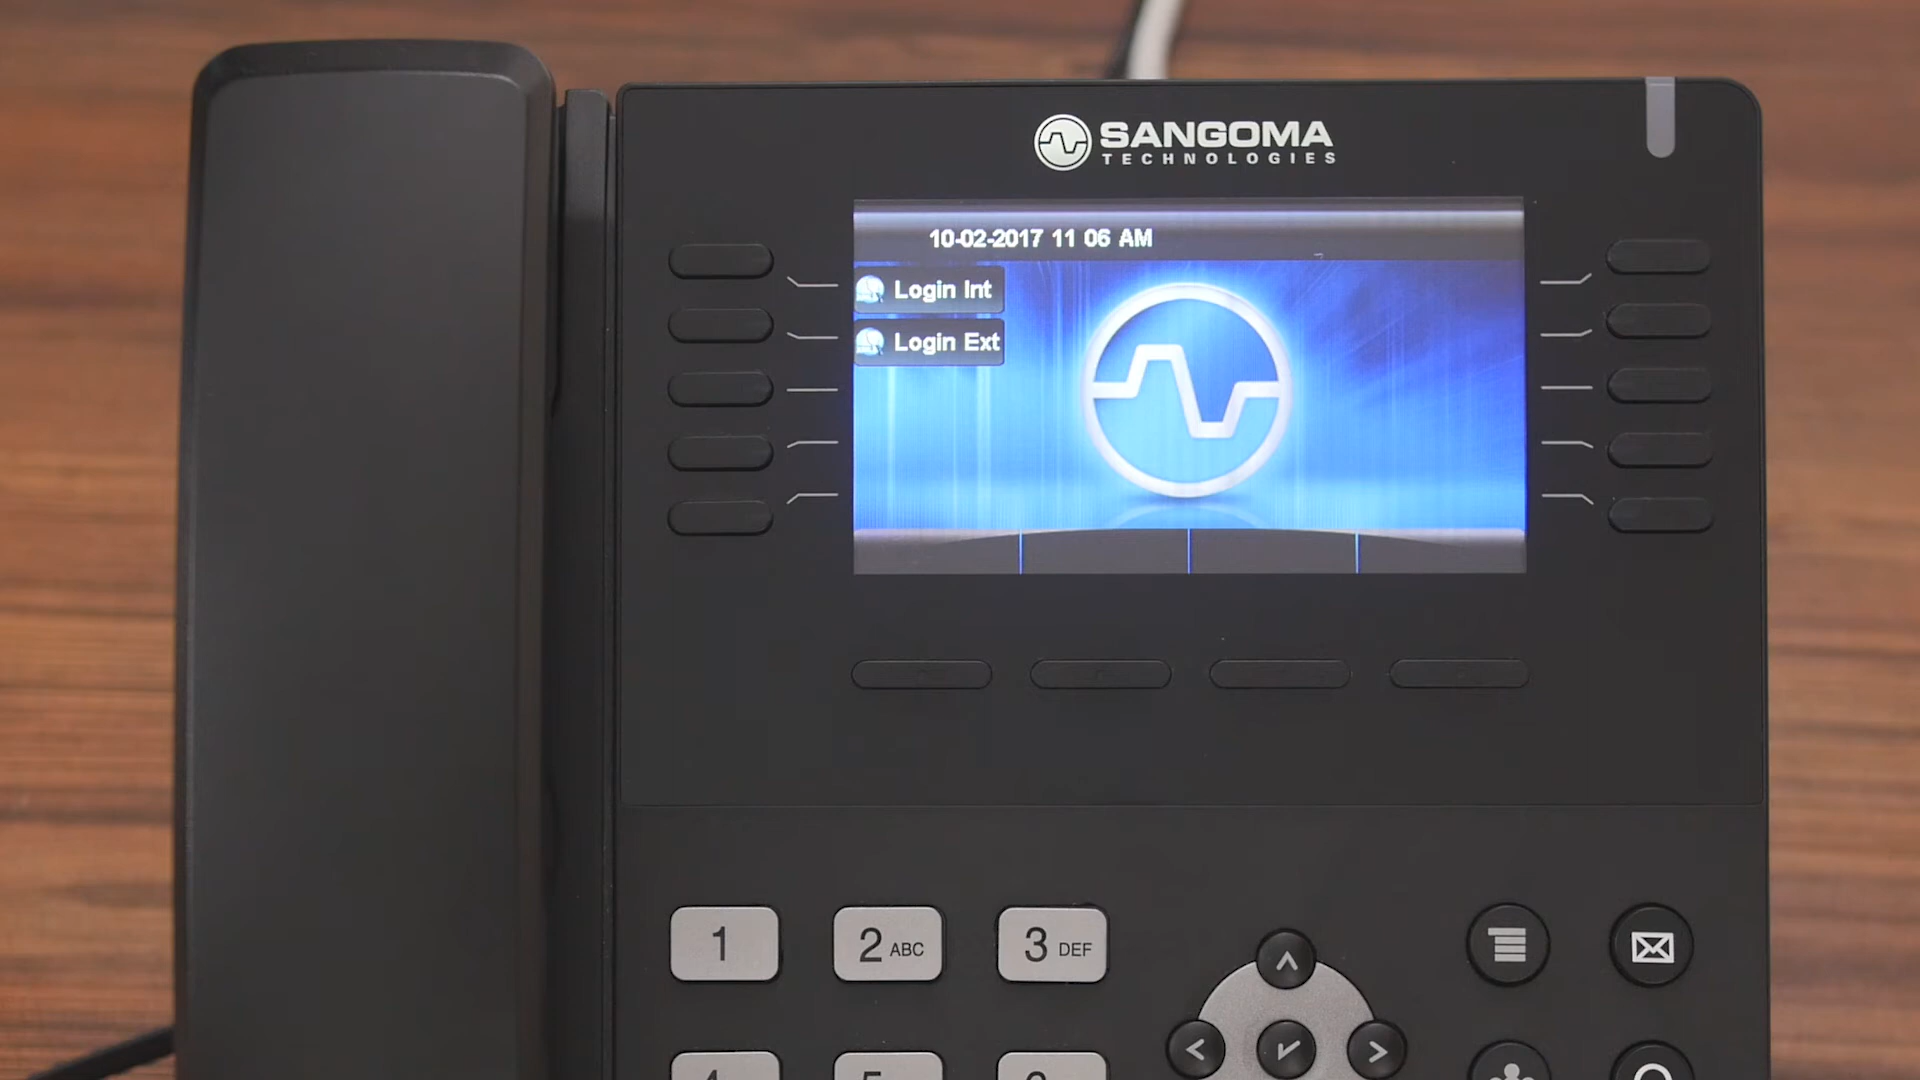 SANGOMA
TECHNOLOGIES
10-02-2017 11 06 AM
Login Int
Login Ext
1
2 ABC
3 DEF